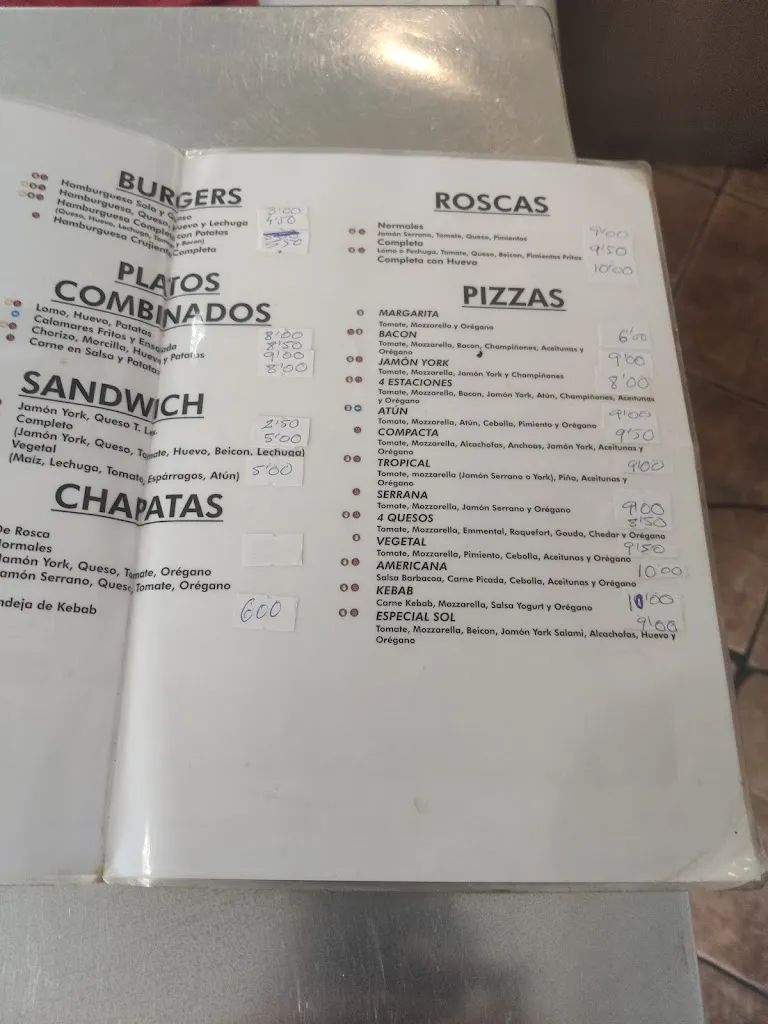 BURGERS
Hamburguesa Sola y Queso
Hamburguesa, Queso, Huevo y Lechuga
Hamburguesa Completa con Patatas
(Queso, Huevo, Lechuga, Tomate y Bacon)
Hamburguesa Crujiente Completa
3'00
4'50
5'50
PLATOS
COMBINADOS
Lomo, Huevo, Patatas 8'00
Calamares Fritos y Ensalada 8'50
Chorizo, Morcilla, Huevo y Patatas 9'00
Carne en Salsa y Patatas 8'00
SANDWICH
Jamón York, Queso T. 2'50
Completo 5'00
(Jamón York, Queso, Tomate, Huevo, Beicon, Lechuga)
Vegetal 5'00
(Maíz, Lechuga, Tomate, Espárragos, Atún)
CHAPATAS
De Rosca
Normales
Jamón York, Queso, Tomate, Orégano
Jamón Serrano, Queso, Tomate, Orégano
ndeja de Kebab 600
ROSCAS
Normales 9'00
Jamón Serrano, Tomate, Queso, Pimientos
Completa 9'50
Lomo o Pechuga, Tomate, Queso, Beicon, Pimientos Fritos
Completa con Huevo 10'00
PIZZAS
MARGARITA
Tomate, Mozzarella y Orégano 6'00
BACON
Tomate, Mozzarella, Bacon, Champiñones, Aceitunas y
Orégano 9'00
JAMÓN YORK
Tomate, Mozzarella, Jamón York y Champiñones 8'00
4 ESTACIONES
Tomate, Mozzarella, Bacon, Jamón York, Atún, Champiñones, Aceitunas
y Orégano
ATÚN 9'00
Tomate, Mozzarella, Atún, Cebolla, Pimiento y Orégano
COMPACTA 9'50
Tomate, Mozzarella, Alcachofas, Anchoas, Jamón York, Aceitunas y
Orégano
TROPICAL 9'00
Tomate, mozzarella (Jamón Serrano o York), Piña, Aceitunas y
Orégano
SERRANA
Tomate, Mozzarella, Jamón Serrano y Orégano 9'00
4 QUESOS 8'50
Tomate, Mozzarella, Emmental, Roquefort, Gouda, Chedar y Orégano
VEGETAL 9'50
Tomate, Mozzarella, Pimiento, Cebolla, Aceitunas y Orégano
AMERICANA 10'00
Salsa Barbacoa, Carne Picada, Cebolla, Aceitunas y Orégano
KEBAB 10'00
Carne Kebab, Mozzarella, Salsa Yogurt y Orégano
ESPECIAL SOL 9'00
Tomate, Mozzarella, Beicon, Jamón York Salami, Alcachofas, Huevo y
Orégano